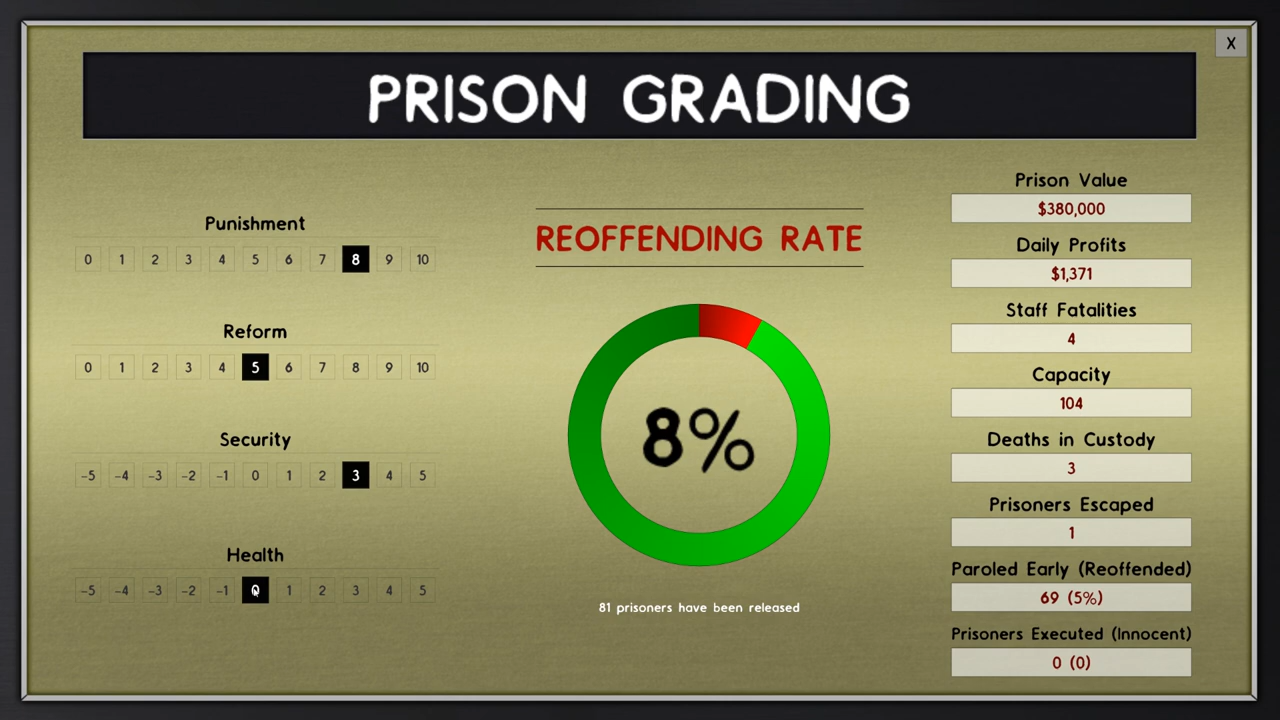 X
PRISON GRADING
Punishment
0 1 2 3 4 5 6 7 8 9 10
Reform
0 1 2 3 4 5 6 7 8 9 10
Security
-5 -4 -3 -2 -1 0 1 2 3 4 5
Health
-5 -4 -3 -2 -1 0 1 2 3 4 5
REOFFENDING RATE
8%
81 prisoners have been released
Prison Value
$380,000
Daily Profits
$1,371
Staff Fatalities
4
Capacity
104
Deaths in Custody
3
Prisoners Escaped
1
Paroled Early (Reoffended)
69 (5%)
Prisoners Executed (Innocent)
0 (0)